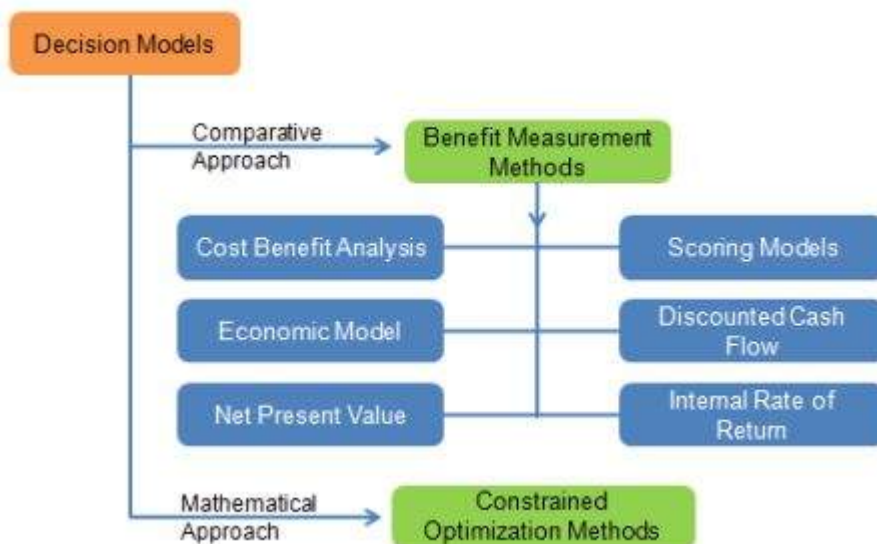 Decision Models
Comparative
Approach
Benefit Measurement
Methods
Cost Benefit Analysis
Scoring Models
Economic Model
Discounted Cash
Flow
Net Present Value
Internal Rate of
Return
Mathematical
Approach
Constrained
Optimization Methods